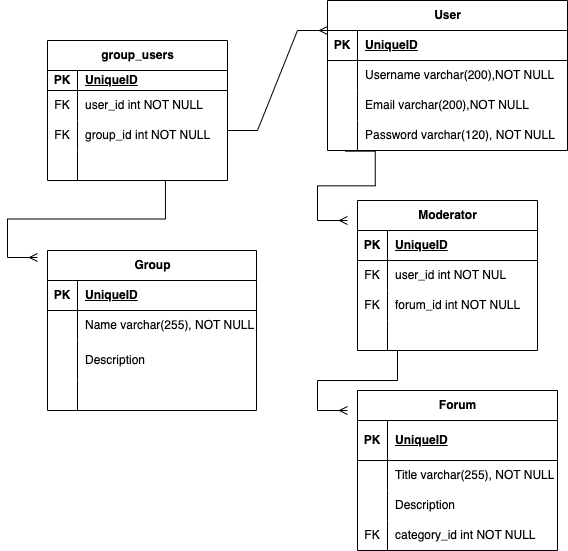 User
PK UniqueID
Username varchar(200),NOT NULL
Email varchar(200),NOT NULL
Password varchar(120), NOT NULL
group_users
PK UniqueID
FK user_id int NOT NULL
FK group_id int NOT NULL
Moderator
PK UniqueID
FK user_id int NOT NUL
FK forum_id int NOT NULL
Group
PK UniqueID
Name varchar(255), NOT NULL
Description
Forum
PK UniqueID
Title varchar(255), NOT NULL
Description
FK category_id int NOT NULL